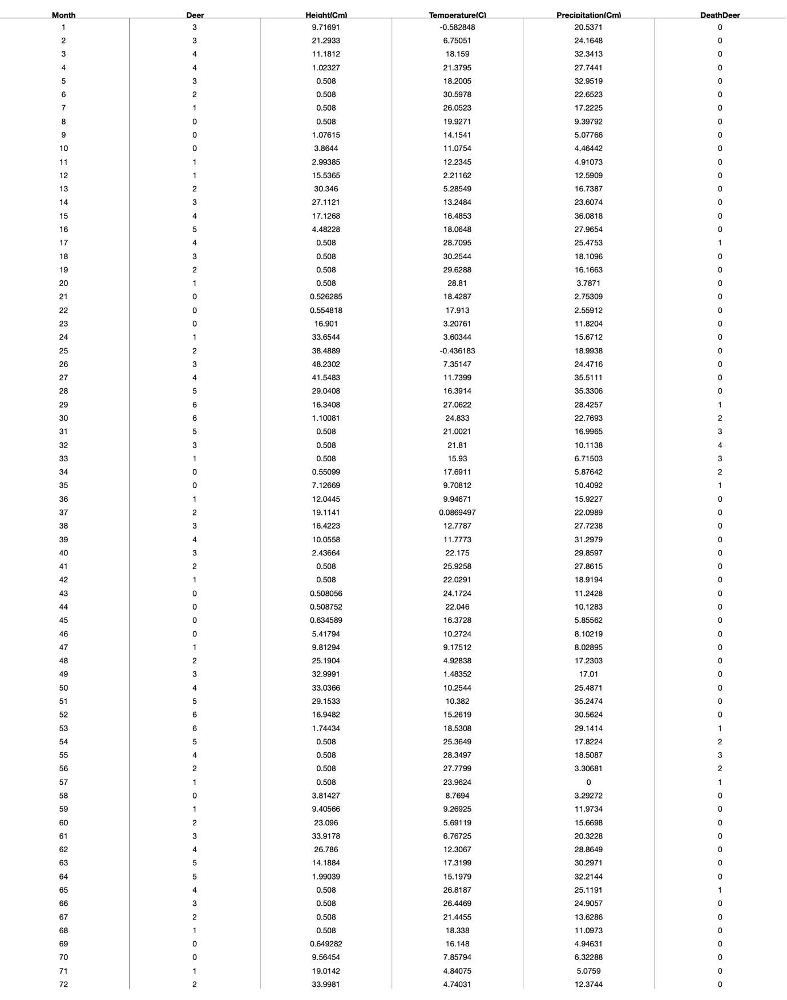 Month Deer Height(Cm) Temperature(C) Precipitation(Cm) DeathDeer
1 3 9.71691 -0.582848 20.5371 0
2 3 21.2933 6.75051 24.1648 0
3 4 11.1812 18.159 32.3413 0
4 4 1.02327 21.3795 27.7441 0
5 3 0.508 18.2005 32.9519 0
6 2 0.508 30.5978 22.6523 0
7 1 0.508 26.0523 17.2225 0
8 0 0.508 19.9271 9.39792 0
9 0 1.07615 14.1541 5.07766 0
10 0 3.8644 11.0754 4.46442 0
11 1 2.99385 12.2345 4.91073 0
12 1 15.5365 2.21162 12.5909 0
13 2 30.346 5.28549 16.7387 0
14 3 27.1121 13.2484 23.6074 0
15 4 17.1268 16.4853 36.0818 0
16 5 4.48228 18.0648 27.9654 0
17 4 0.508 28.7095 25.4753 1
18 3 0.508 30.2544 18.1096 0
19 2 0.508 29.6288 16.1663 0
20 1 0.508 28.81 3.7871 0
21 0 0.526285 18.4287 2.75309 0
22 0 0.554818 17.913 2.55912 0
23 0 16.901 3.20761 11.8204 0
24 1 33.6544 3.60344 15.6712 0
25 2 38.4889 -0.436183 18.9938 0
26 3 48.2302 7.35147 24.4716 0
27 4 41.5483 11.7399 35.5111 0
28 5 29.0408 16.3914 35.3306 0
29 6 16.3408 27.0622 28.4257 1
30 6 1.10081 24.833 22.7693 2
31 5 0.508 21.0021 16.9965 3
32 3 0.508 21.81 10.1138 4
33 1 0.508 15.93 6.71503 3
34 0 0.55099 17.6911 5.87642 2
35 0 7.12669 9.70812 10.4092 1
36 1 12.0445 9.94671 15.9227 0
37 2 19.1141 0.0869497 22.0989 0
38 3 16.4223 12.7787 27.7238 0
39 4 10.0558 11.7773 31.2979 0
40 3 2.43664 22.175 29.8597 0
41 2 0.508 25.9258 27.8615 0
42 1 0.508 22.0291 18.9194 0
43 0 0.508056 24.1724 11.2428 0
44 0 0.508752 22.046 10.1283 0
45 0 0.634589 16.3728 5.85562 0
46 0 5.41794 10.2724 8.10219 0
47 1 9.81294 9.17512 8.02895 0
48 2 25.1904 4.92838 17.2303 0
49 3 32.9991 1.48352 17.01 0
50 4 33.0366 10.2544 25.4871 0
51 5 29.1533 10.382 35.2474 0
52 6 16.9482 15.2619 30.5624 0
53 6 1.74434 18.5308 29.1414 1
54 5 0.508 25.3649 17.8224 2
55 4 0.508 28.3497 18.5087 3
56 2 0.508 27.7799 3.30681 2
57 1 0.508 23.9624 0 1
58 0 3.81427 8.7694 3.29272 0
59 1 9.40566 9.26925 11.9734 0
60 2 23.096 5.69119 15.6698 0
61 3 33.9178 6.76725 20.3228 0
62 4 26.786 12.3067 28.8649 0
63 5 14.1884 17.3199 30.2971 0
64 5 1.99039 15.1979 32.2144 0
65 4 0.508 26.8187 25.1191 1
66 3 0.508 26.4469 24.9057 0
67 2 0.508 21.4455 13.6286 0
68 1 0.508 18.338 11.0973 0
69 0 0.649282 16.148 4.94631 0
70 0 9.56454 7.85794 6.32288 0
71 1 19.0142 4.84075 5.0759 0
72 2 33.9981 4.74031 12.3744 0